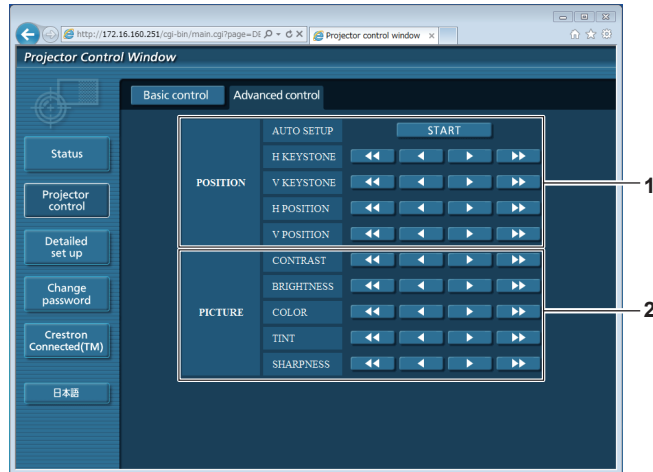 http://172.16.160.251/cgi-bin/main.cgi?page=DE
Projector control window
Projector Control Window
Basic control
Advanced control
Status
Projector
control
Detailed
set up
Change
password
Crestron
Connected(TM)
日本語
POSITION
AUTO SETUP
START
H KEYSTONE
V KEYSTONE
H POSITION
V POSITION
1
PICTURE
CONTRAST
BRIGHTNESS
COLOR
TINT
SHARPNESS
2